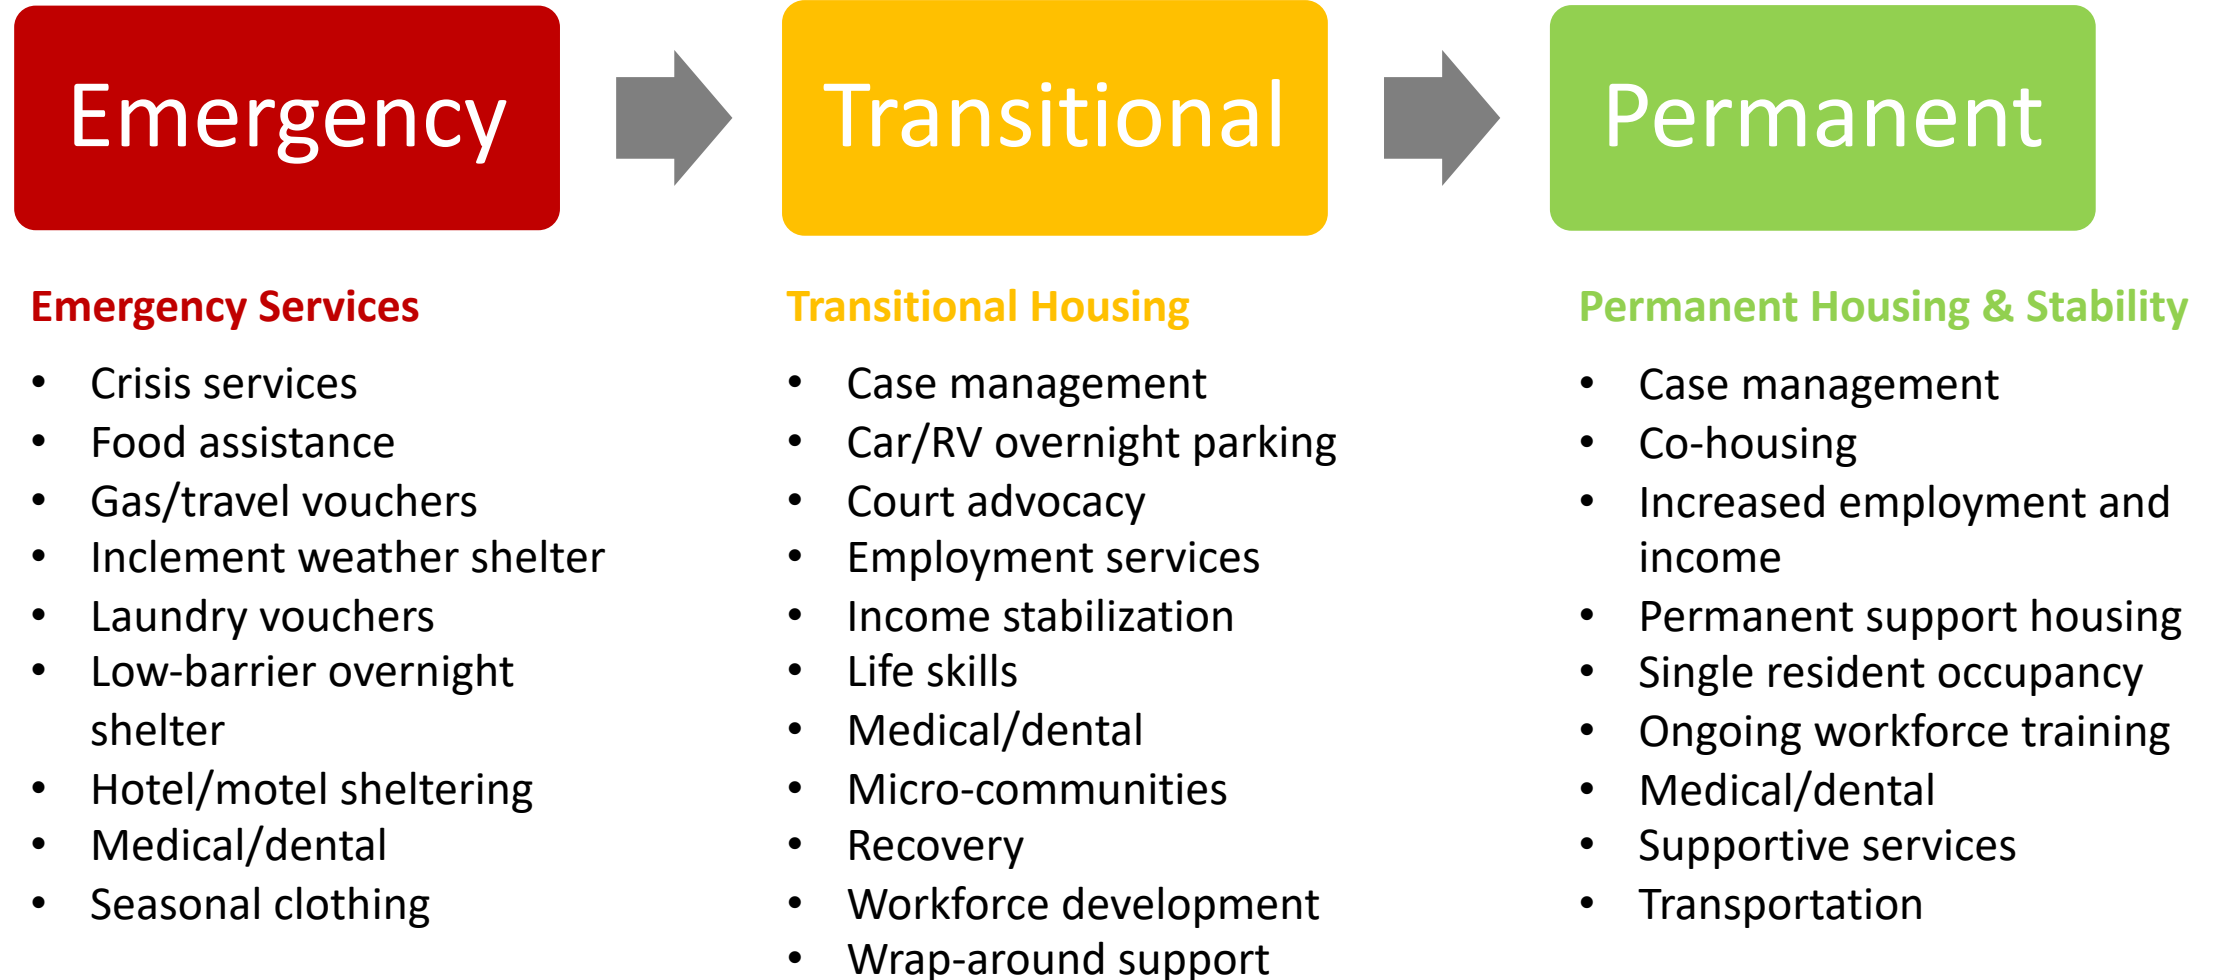 Emergency
Transitional
Permanent
Emergency Services
• Crisis services
• Food assistance
• Gas/travel vouchers
• Inclement weather shelter
• Laundry vouchers
• Low-barrier overnight
shelter
• Hotel/motel sheltering
• Medical/dental
• Seasonal clothing
Transitional Housing
• Case management
• Car/RV overnight parking
• Court advocacy
• Employment services
• Income stabilization
• Life skills
• Medical/dental
• Micro-communities
• Recovery
• Workforce development
• Wrap-around support
Permanent Housing & Stability
• Case management
• Co-housing
• Increased employment and
income
• Permanent support housing
• Single resident occupancy
• Ongoing workforce training
• Medical/dental
• Supportive services
• Transportation